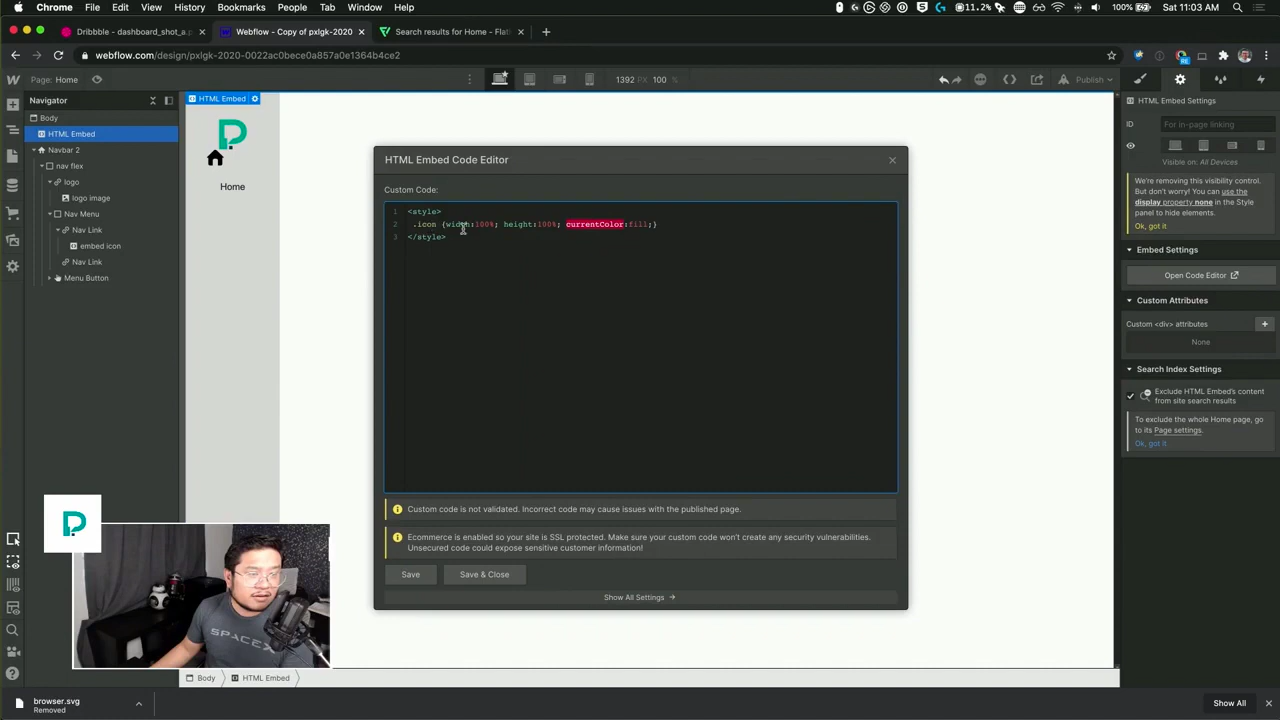 Chrome File Edit View History Bookmarks People Tab Window Help
11.2% 100% Sat 11:03 AM
Dribbble - dashboard_shot_a.p
Webflow - Copy of pxlgk-2020
Search results for Home - Flat
webflow.com/design/pxlgk-2020-0022ac0bece0a857a0e1364b4ce2
RE
Page: Home
1392 PX 100 %
Publish
Navigator
Body
HTML Embed
Navbar 2
nav flex
logo
logo image
Nav Menu
Nav Link
embed icon
Nav Link
Menu Button
HTML Embed
Home
HTML Embed Code Editor
Custom Code:
1 <style>
2 .icon {width:100%; height:100%; currentColor:fill;}
3 </style>
Custom code is not validated. Incorrect code may cause issues with the published page.
Ecommerce is enabled so your site is SSL protected. Make sure your custom code won't create any security vulnerabilities.
Unsecured code could expose sensitive customer information!
Save
Save & Close
Show All Settings
HTML Embed Settings
ID
For in-page linking
Visible on: All Devices
We're removing this visibility control.
But don't worry! You can use the
display property none in the Style
panel to hide elements.
Ok, got it
Embed Settings
Open Code Editor
Custom Attributes
Custom <div> attributes
None
Search Index Settings
Exclude HTML Embed's content
from site search results
To exclude the whole Home page, go
to its Page settings.
Ok, got it
SPACEX
Body
HTML Embed
browser.svg
Removed
Show All